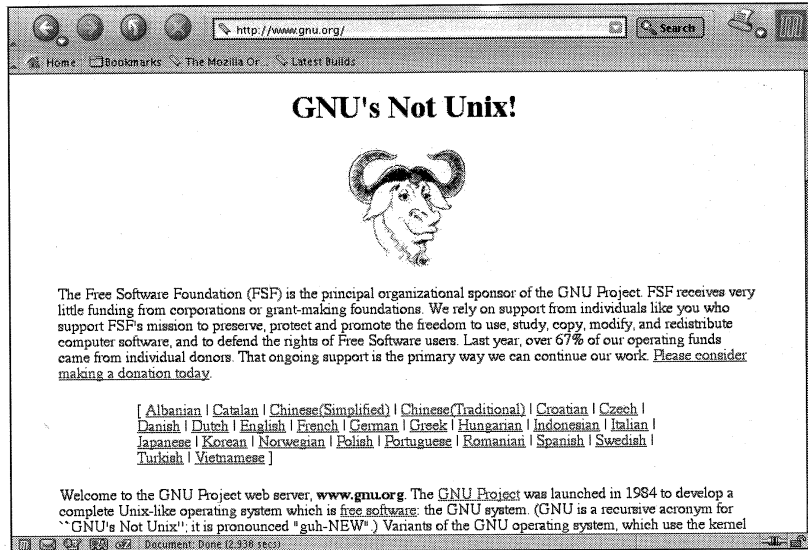 http://www.gnu.org/
Search
Home Bookmarks The Mozilla Or... Latest Builds
GNU's Not Unix!
The Free Software Foundation (FSF) is the principal organizational sponsor of the GNU Project. FSF receives very
little funding from corporations or grant-making foundations. We rely on support from individuals like you who
support FSF's mission to preserve, protect and promote the freedom to use, study, copy, modify, and redistribute
computer software, and to defend the rights of Free Software users. Last year, over 67% of our operating funds
came from individual donors. That ongoing support is the primary way we can continue our work. Please consider
making a donation today.
[ Albanian | Catalan | Chinese(Simplified) | Chinese(Traditional) | Croatian | Czech |
Danish | Dutch | English | French | German | Greek | Hungarian | Indonesian | Italian |
Japanese | Korean | Norwegian | Polish | Portuguese | Romanian | Spanish | Swedish |
Turkish | Vietnamese ]
Welcome to the GNU Project web server, www.gnu.org. The GNU Project was launched in 1984 to develop a
complete Unix-like operating system which is free software: the GNU system. (GNU is a recursive acronym for
``GNU's Not Unix''; it is pronounced "guh-NEW".) Variants of the GNU operating system, which use the kernel
Document: Done (2.938 secs)